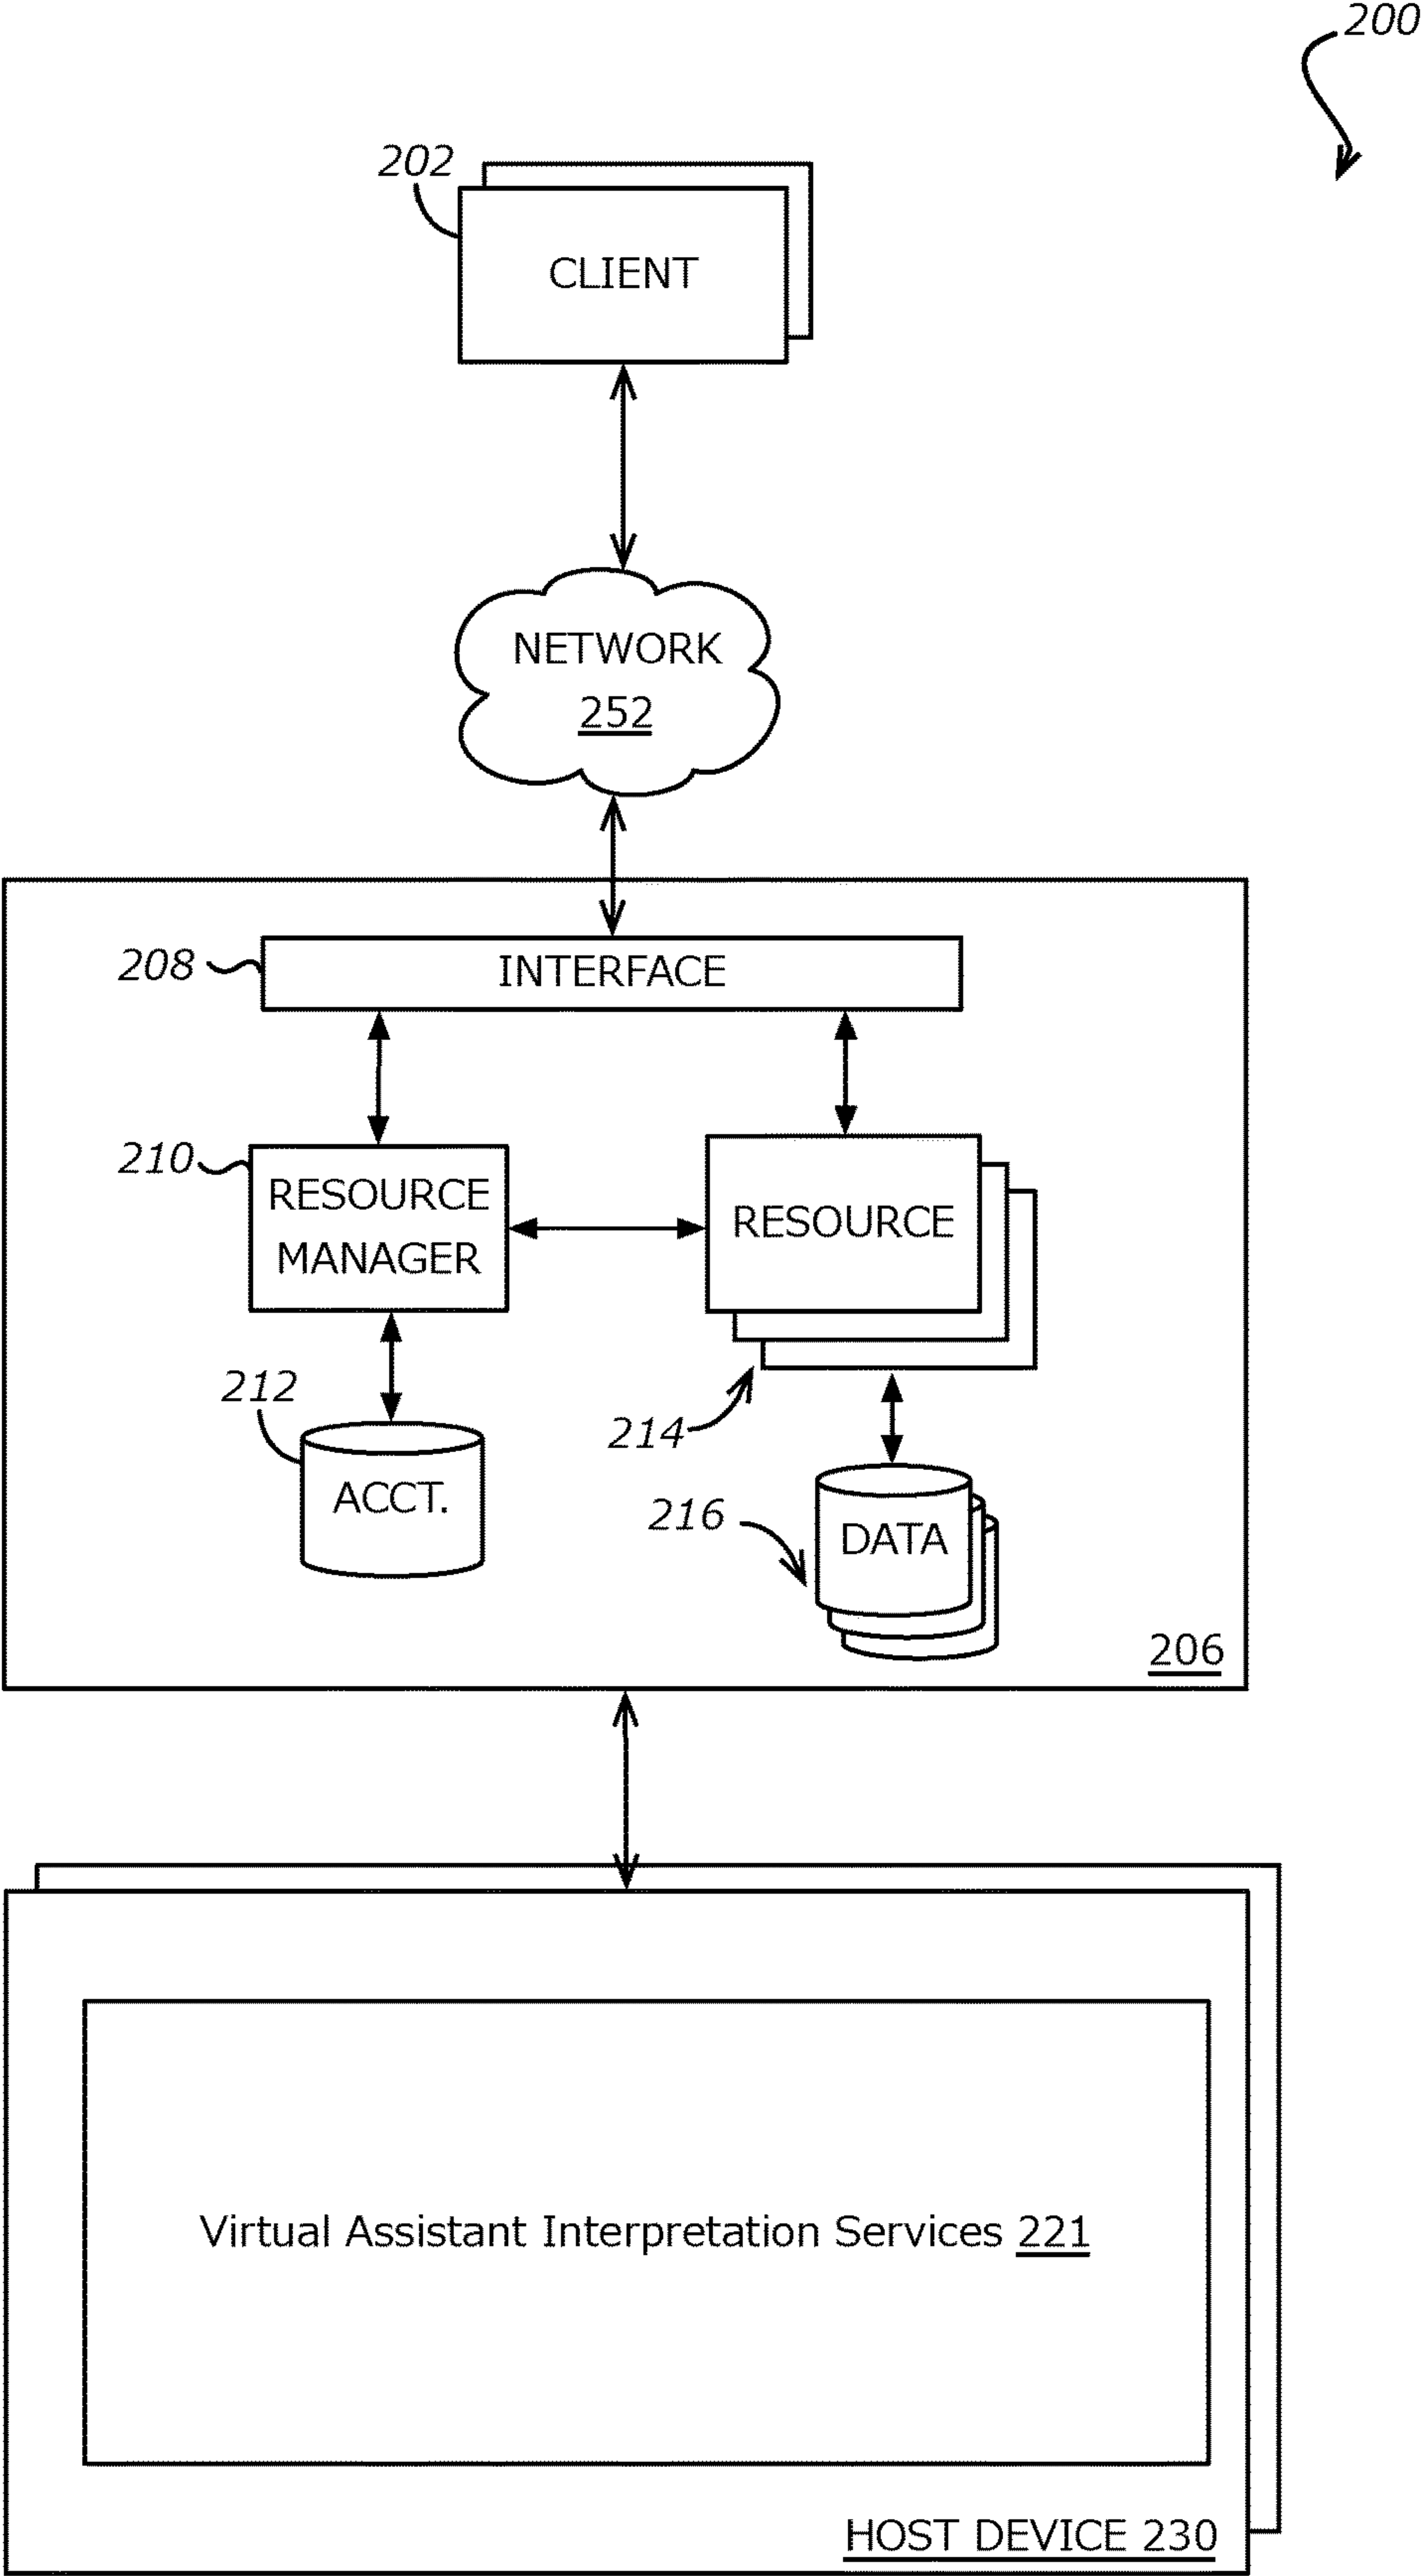 200
202
CLIENT
NETWORK
252
208
INTERFACE
210
RESOURCE
MANAGER
RESOURCE
212
ACCT.
214
216
DATA
206
Virtual Assistant Interpretation Services 221
HOST DEVICE 230